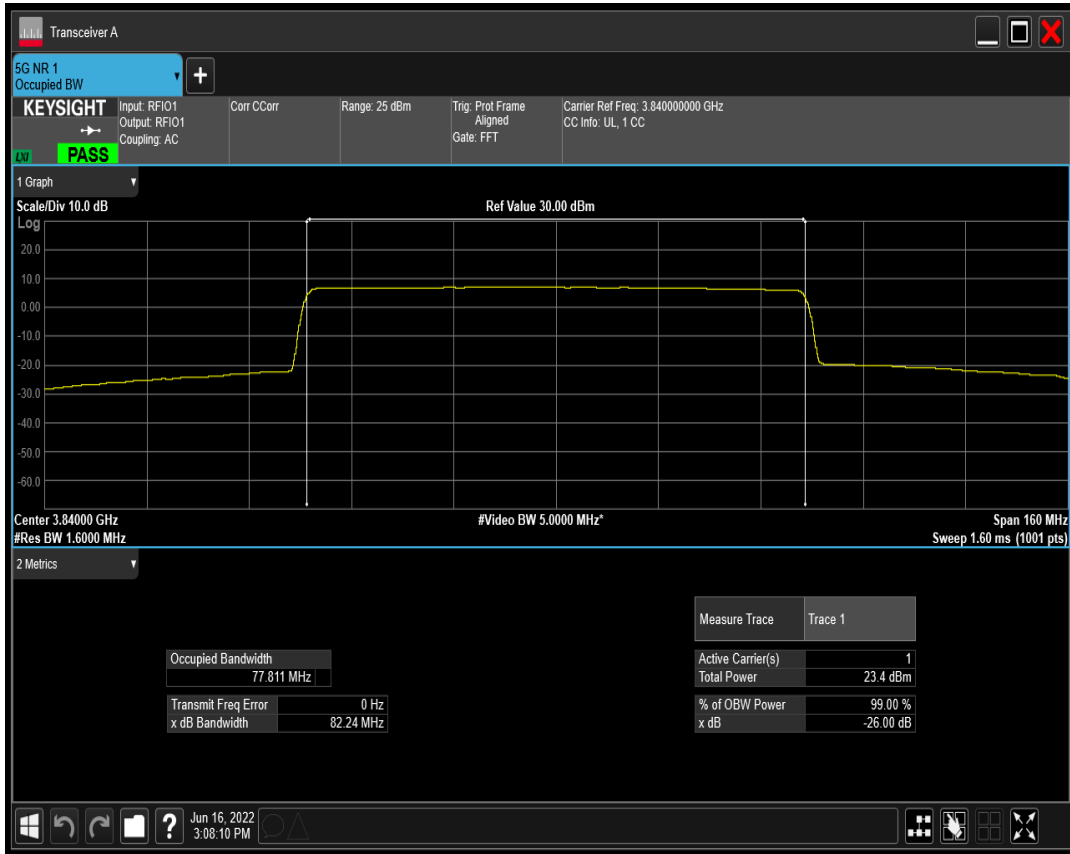 Transceiver A
5G NR 1
Occupied BW
+
KEYSIGHT
LXI
PASS
Input: RFIO1
Output: RFIO1
Coupling: AC
Corr CCorr
Range: 25 dBm
Trig: Prot Frame
Aligned
Gate: FFT
Carrier Ref Freq: 3.840000000 GHz
CC Info: UL, 1 CC
1 Graph
Scale/Div 10.0 dB
Ref Value 30.00 dBm
Log
20.0
10.0
0.00
-10.0
-20.0
-30.0
-40.0
-50.0
-60.0
Center 3.84000 GHz
#Video BW 5.0000 MHz*
Span 160 MHz
#Res BW 1.6000 MHz
Sweep 1.60 ms (1001 pts)
2 Metrics
Measure Trace Trace 1
Occupied Bandwidth
77.811 MHz
Active Carrier(s) 1
Total Power 23.4 dBm
Transmit Freq Error 0 Hz
x dB Bandwidth 82.24 MHz
% of OBW Power 99.00 %
x dB -26.00 dB
?
Jun 16, 2022
3:08:10 PM